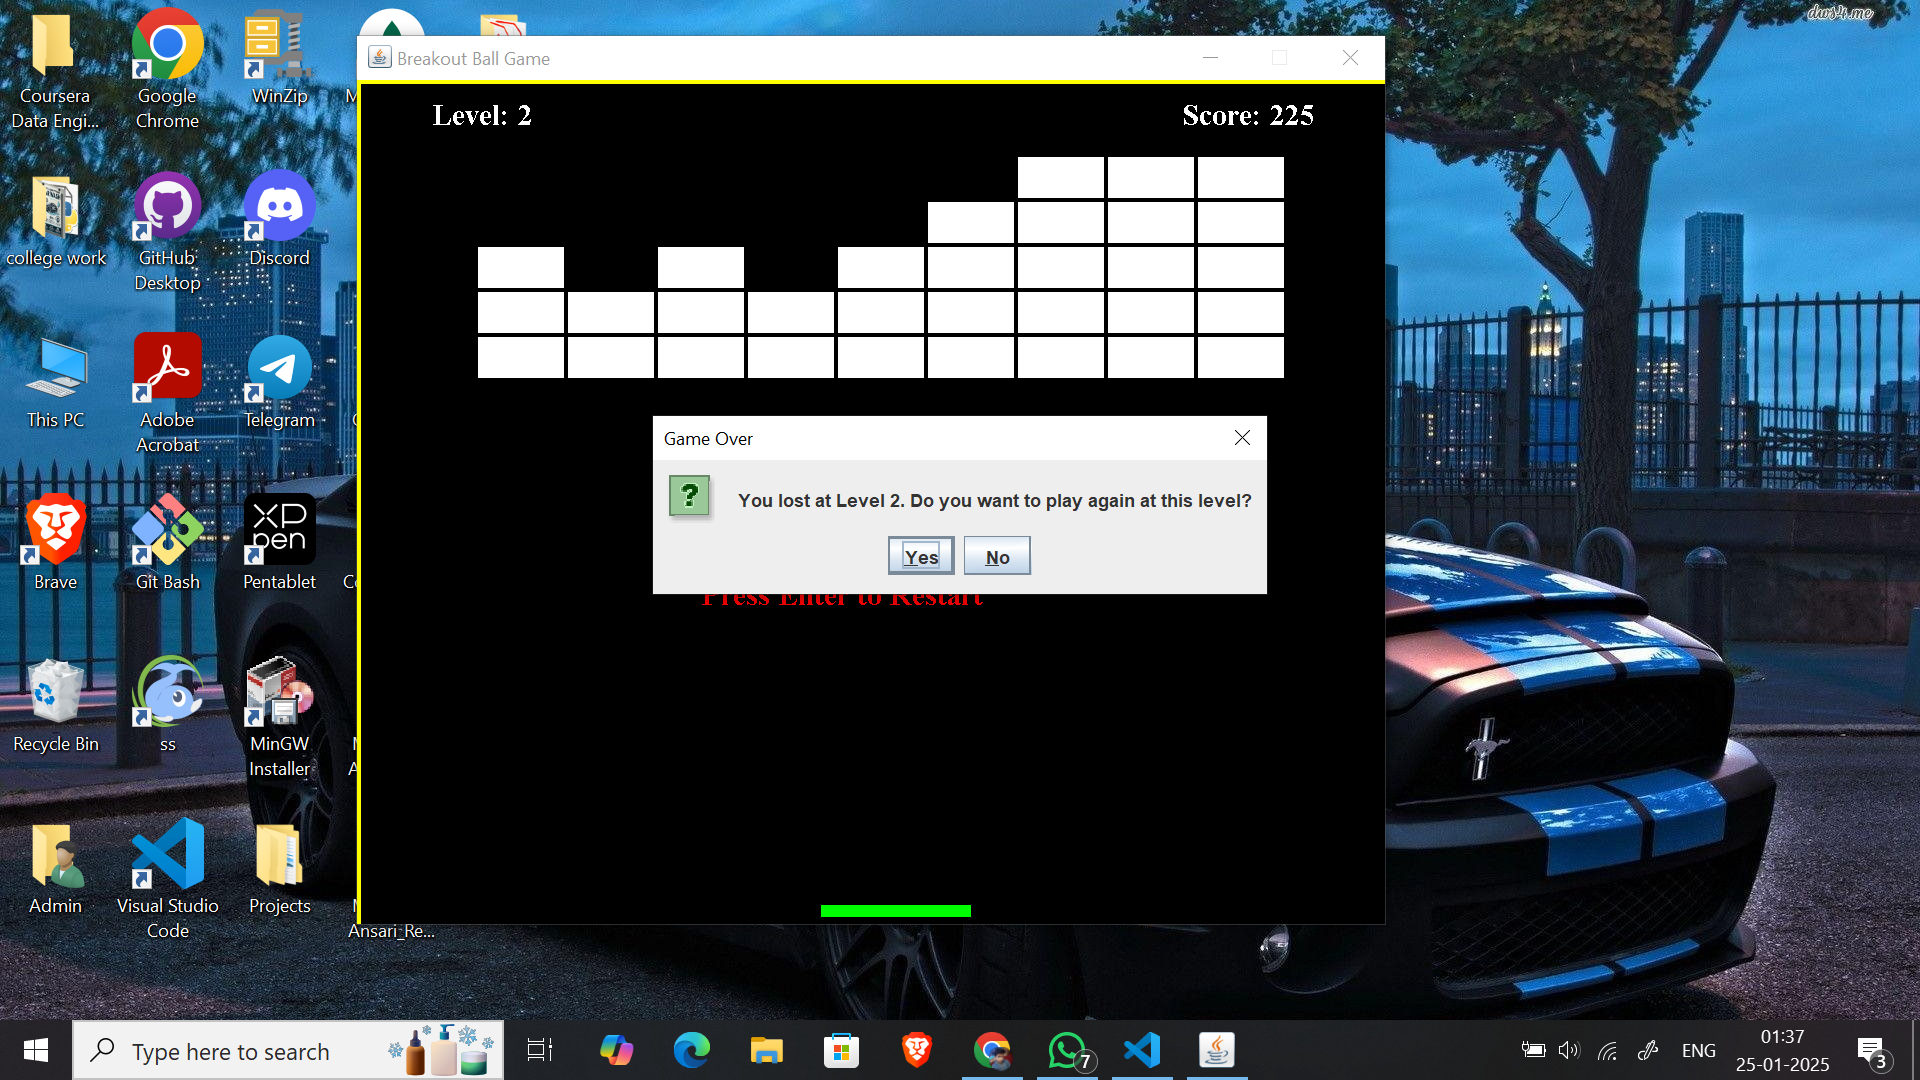 dws4.me
Coursera
Data Engi...
Google
Chrome
WinZip
M
Breakout Ball Game
Level: 2
Score: 225
college work
GitHub
Desktop
Discord
This PC
Adobe
Acrobat
Telegram
Game Over
You lost at Level 2. Do you want to play again at this level?
Yes
No
Press Enter to Restart
XP
pen
Brave
Git Bash
Pentablet
Recycle Bin
ss
MinGW
Installer
Admin
Visual Studio
Code
Projects
Ansari_Re...
Type here to search
7
ENG
01:37
25-01-2025
3